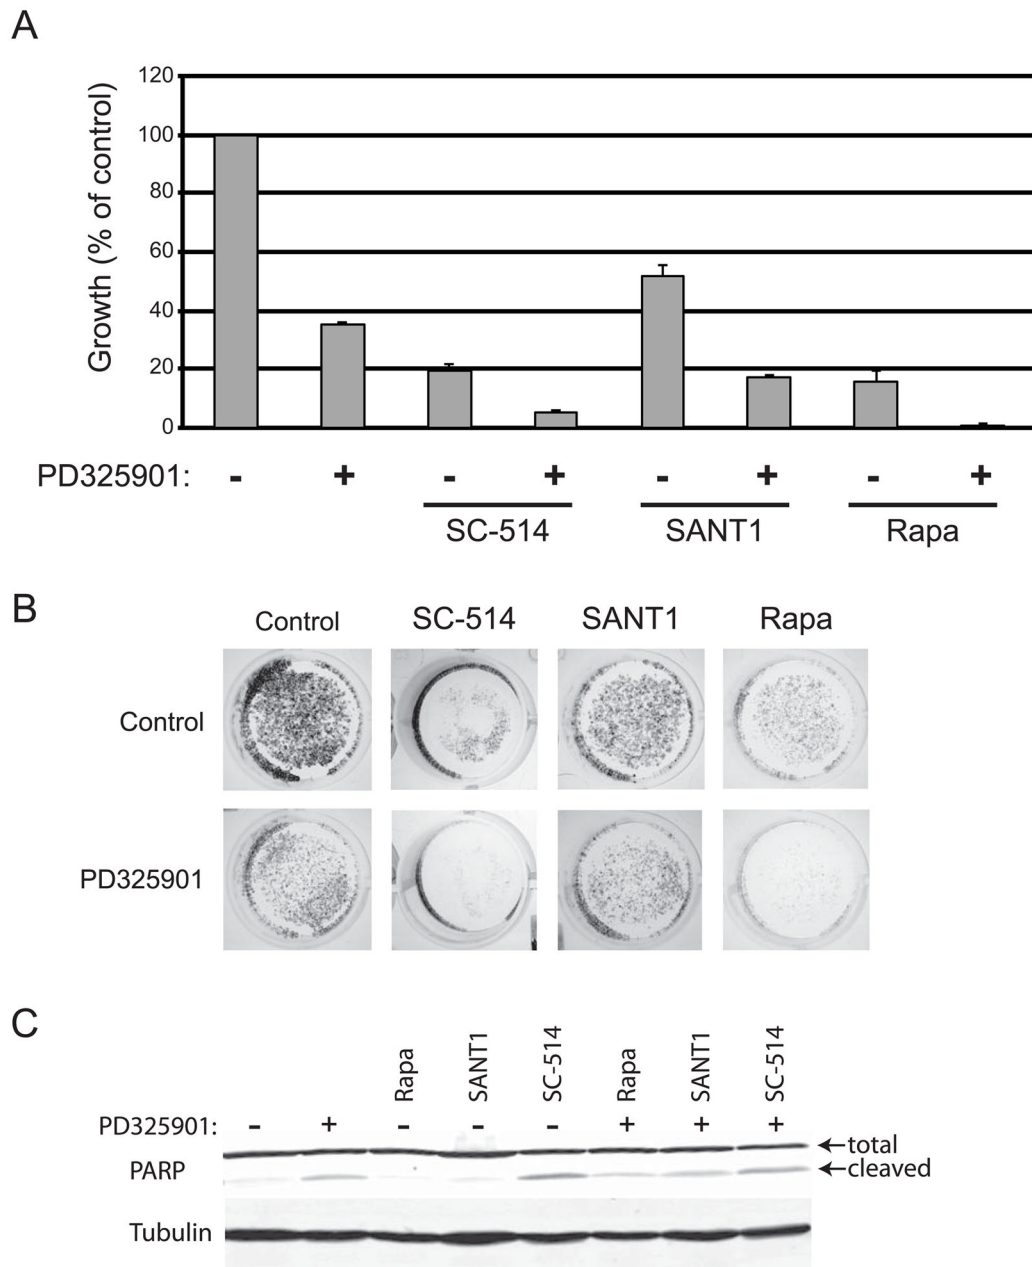 A
Growth (% of control)
120
100
80
60
40
20
0
PD325901: - + - + - + - +
SC-514 SANT1 Rapa
B
Control SC-514 SANT1 Rapa
Control
PD325901
C
Rapa SANT1 SC-514 Rapa SANT1 SC-514
PD325901: - + - - - + + +
total
PARP cleaved
Tubulin